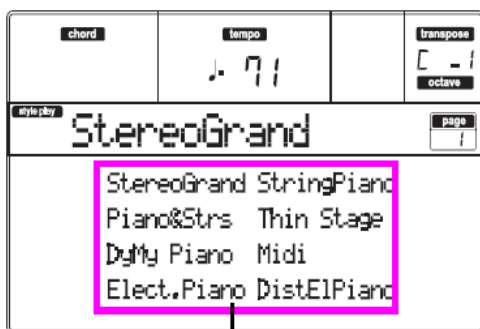 chord tempo transpose
♩. 71 C -1
octave
style play
StereoGrand page
1
StereoGrand StringPiano
Piano&Strs Thin Stage
DyMy Piano Midi
Elect.Piano DistElPiano